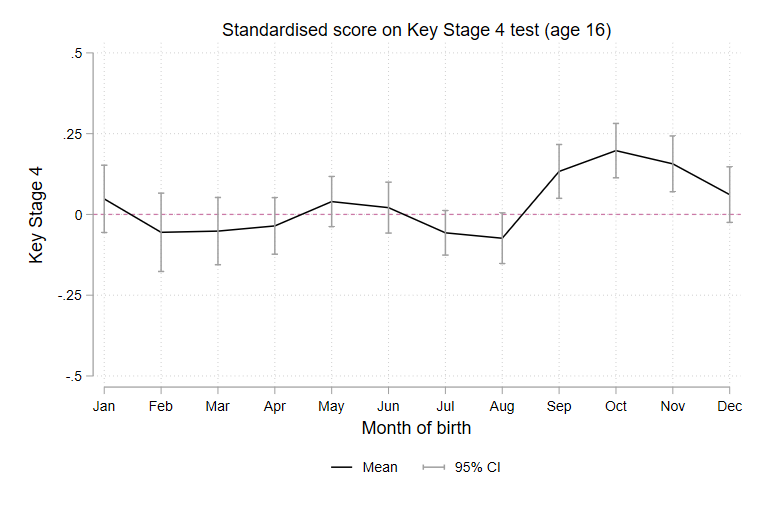 Standardised score on Key Stage 4 test (age 16)
.5
.25
0
-.25
-.5
Key Stage 4
Jan Feb Mar Apr May Jun Jul Aug Sep Oct Nov Dec
Month of birth
Mean 95% CI